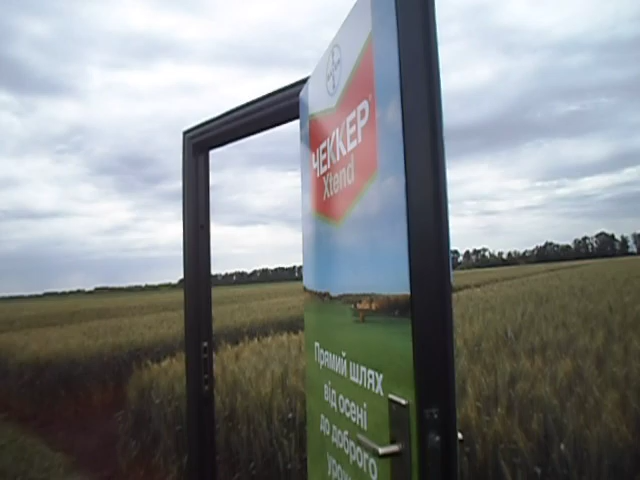 ЧЕККЕР
Xtend
Прямий шлях
від осені
до доброго